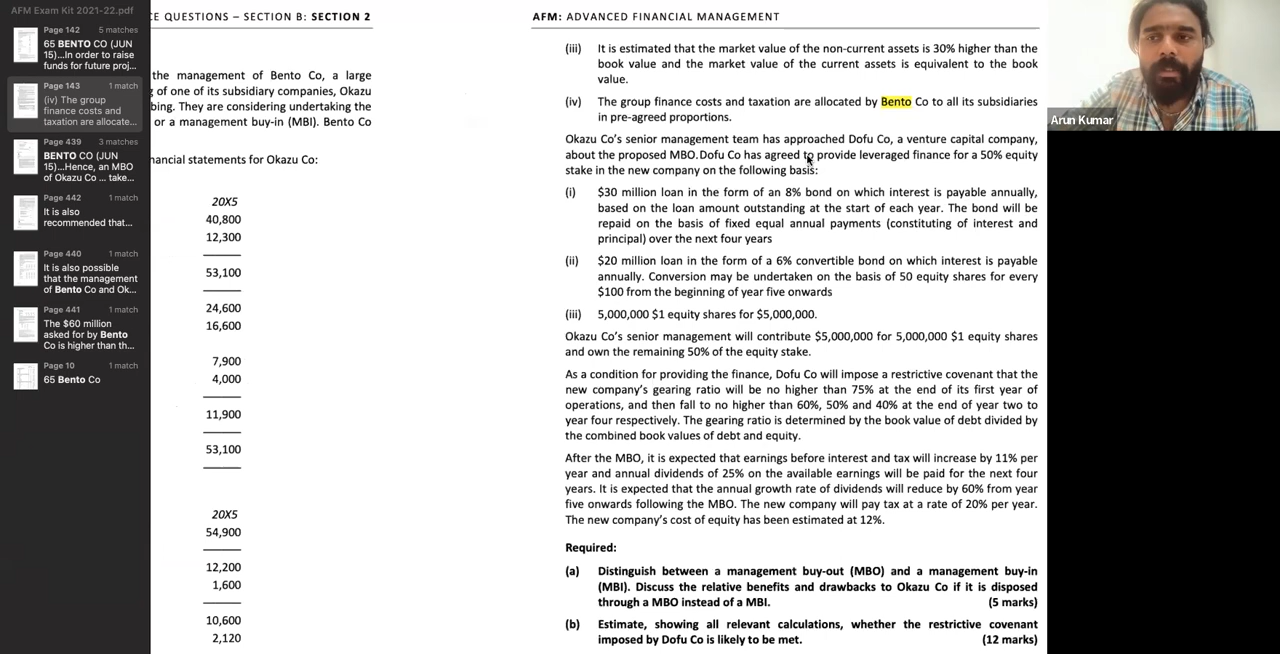 AFM Exam Kit 2021-22.pdf
Page 142 5 matches
65 BENTO CO (JUN
15)...In order to raise
funds for future proj...
Page 143 1 match
(iv) The group
finance costs and
taxation are allocate...
Page 439 3 matches
BENTO CO (JUN
15)...Hence, an MBO
of Okazu Co ... take...
Page 442 1 match
It is also
recommended that...
Page 440 1 match
It is also possible
that the management
of Bento Co and Ok...
Page 441 1 match
The $60 million
asked for by Bento
Co is higher than th...
Page 10 1 match
65 Bento Co
CE QUESTIONS – SECTION B: SECTION 2
the management of Bento Co, a large
g of one of its subsidiary companies, Okazu
bing. They are considering undertaking the
or a management buy-in (MBI). Bento Co
nancial statements for Okazu Co:
20X5
40,800
12,300
53,100
24,600
16,600
7,900
4,000
11,900
53,100
20X5
54,900
12,200
1,600
10,600
2,120
AFM: ADVANCED FINANCIAL MANAGEMENT
(iii) It is estimated that the market value of the non-current assets is 30% higher than the
book value and the market value of the current assets is equivalent to the book
value.
(iv) The group finance costs and taxation are allocated by Bento Co to all its subsidiaries
in pre-agreed proportions.
Okazu Co's senior management team has approached Dofu Co, a venture capital company,
about the proposed MBO. Dofu Co has agreed to provide leveraged finance for a 50% equity
stake in the new company on the following basis:
(i) $30 million loan in the form of an 8% bond on which interest is payable annually,
based on the loan amount outstanding at the start of each year. The bond will be
repaid on the basis of fixed equal annual payments (constituting of interest and
principal) over the next four years
(ii) $20 million loan in the form of a 6% convertible bond on which interest is payable
annually. Conversion may be undertaken on the basis of 50 equity shares for every
$100 from the beginning of year five onwards
(iii) 5,000,000 $1 equity shares for $5,000,000.
Okazu Co's senior management will contribute $5,000,000 for 5,000,000 $1 equity shares
and own the remaining 50% of the equity stake.
As a condition for providing the finance, Dofu Co will impose a restrictive covenant that the
new company's gearing ratio will be no higher than 75% at the end of its first year of
operations, and then fall to no higher than 60%, 50% and 40% at the end of year two to
year four respectively. The gearing ratio is determined by the book value of debt divided by
the combined book values of debt and equity.
After the MBO, it is expected that earnings before interest and tax will increase by 11% per
year and annual dividends of 25% on the available earnings will be paid for the next four
years. It is expected that the annual growth rate of dividends will reduce by 60% from year
five onwards following the MBO. The new company will pay tax at a rate of 20% per year.
The new company's cost of equity has been estimated at 12%.
Required:
(a) Distinguish between a management buy-out (MBO) and a management buy-in
(MBI). Discuss the relative benefits and drawbacks to Okazu Co if it is disposed
through a MBO instead of a MBI. (5 marks)
(b) Estimate, showing all relevant calculations, whether the restrictive covenant
imposed by Dofu Co is likely to be met. (12 marks)
Arun Kumar